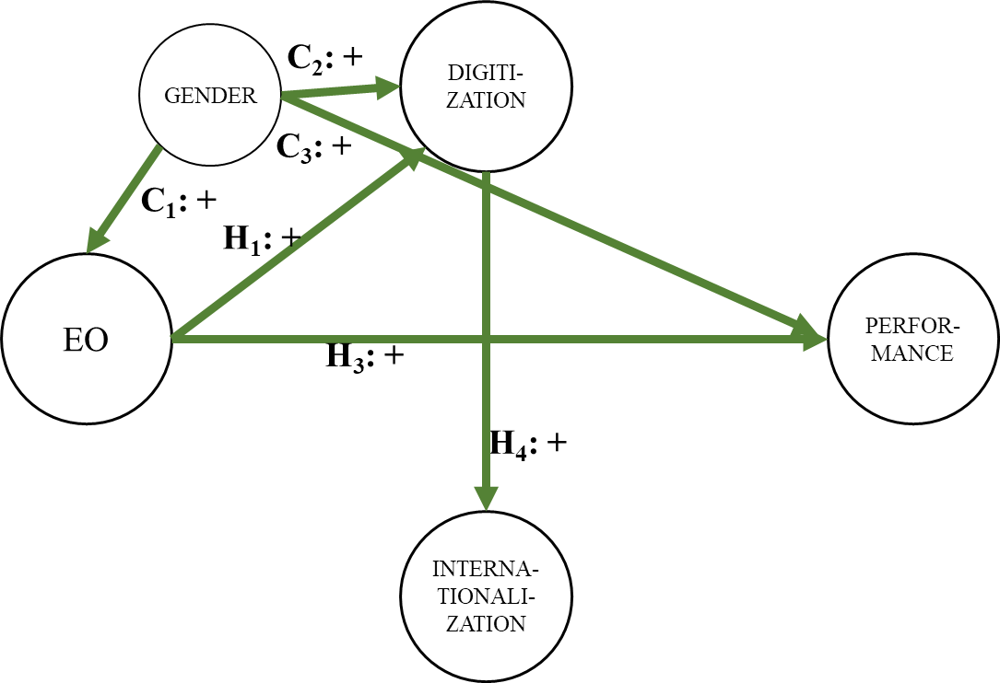 C₂: +
DIGITI-
ZATION
GENDER
C₃: +
C₁: +
H₁: +
EO
PERFOR-
MANCE
H₃: +
H₄: +
INTERNA-
TIONALI-
ZATION